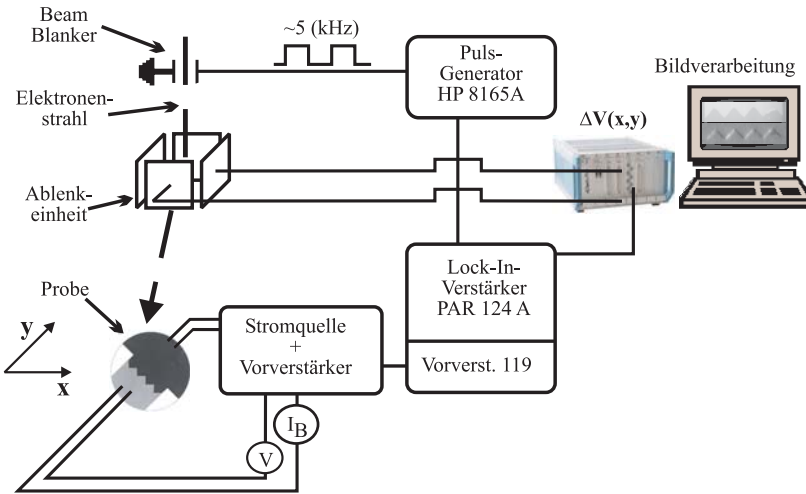 Beam
Blanker
~5 (kHz)
Puls-
Generator
HP 8165A
Bildverarbeitung
Elektronen-
strahl
ΔV(x,y)
Ablenk-
einheit
Lock-In-
Verstärker
PAR 124 A
Vorverst. 119
Probe
y
x
Stromquelle
+
Vorverstärker
I_B
V